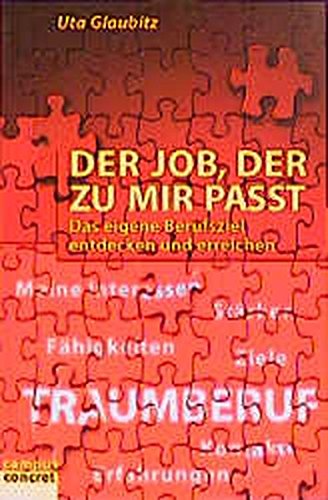 Uta Glaubitz
DER JOB, DER
ZU MIR PASST
Das eigene Berufsziel
entdecken und erreichen
Meine Interessen
Stärken
Fähigkeiten
Ziele
TRAUMBERUF
Kontakte
campus
concret
Erfahrungen